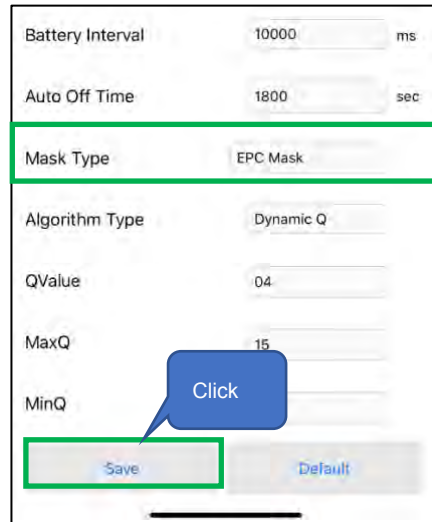 Battery Interval 10000 ms
Auto Off Time 1800 sec
Mask Type EPC Mask
Algorithm Type Dynamic Q
QValue 04
MaxQ 15
Click
MinQ
Save Default